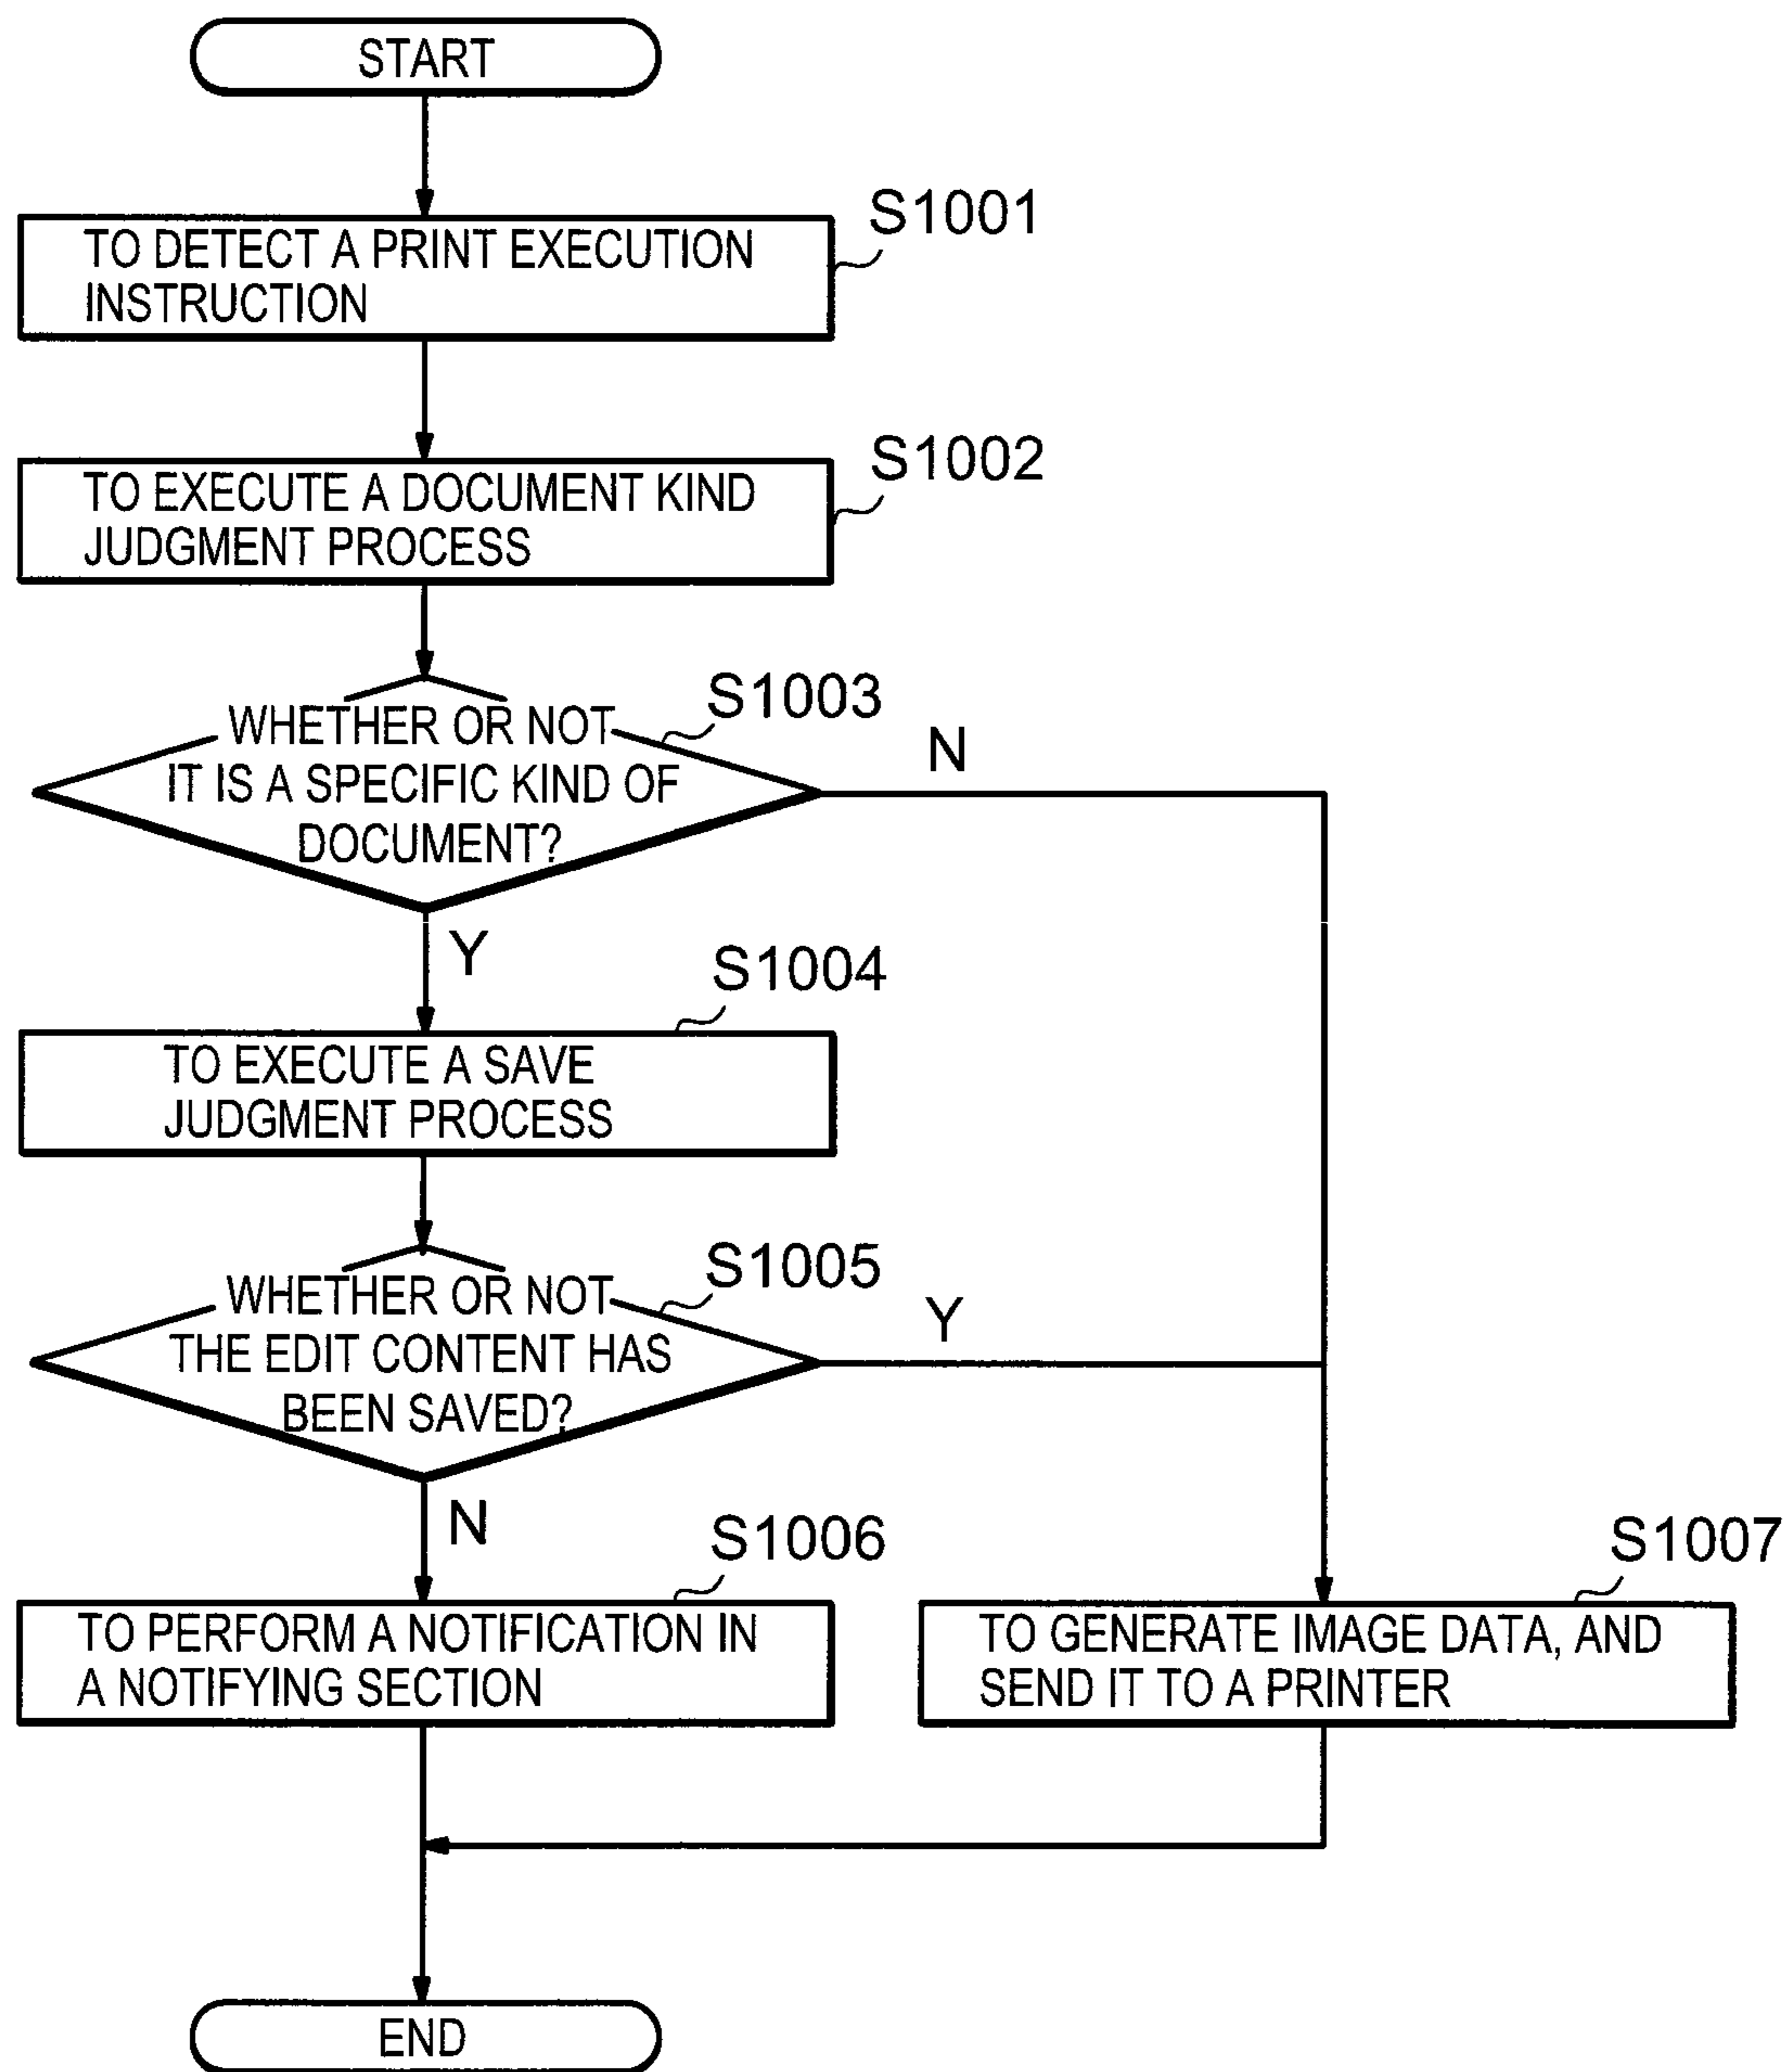 START
S1001
TO DETECT A PRINT EXECUTION
INSTRUCTION
S1002
TO EXECUTE A DOCUMENT KIND
JUDGMENT PROCESS
S1003
WHETHER OR NOT
IT IS A SPECIFIC KIND OF
DOCUMENT?
N
Y
S1004
TO EXECUTE A SAVE
JUDGMENT PROCESS
S1005
WHETHER OR NOT
THE EDIT CONTENT HAS
BEEN SAVED?
Y
N
S1006
TO PERFORM A NOTIFICATION IN
A NOTIFYING SECTION
S1007
TO GENERATE IMAGE DATA, AND
SEND IT TO A PRINTER
END